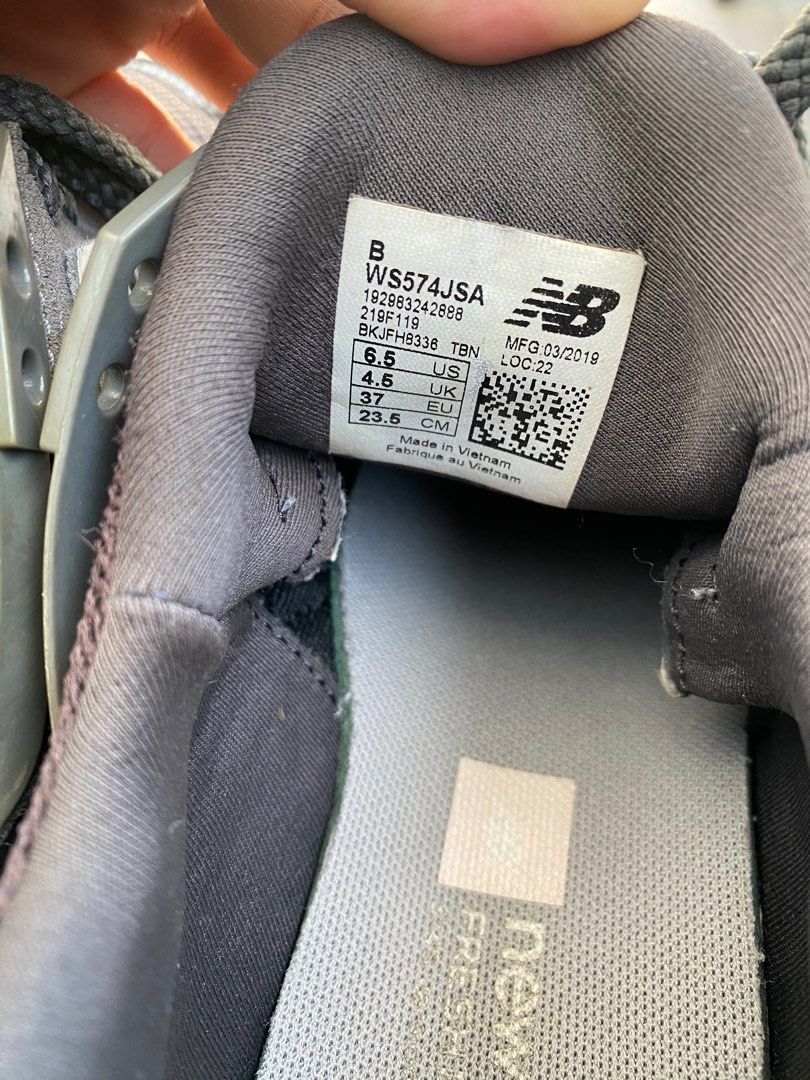 B
WS574JSA
192983242888
219F119
BKJFH8336 TBN
NB
MFG:03/2019
LOC:22
6.5 US
4.5 UK
37 EU
23.5 CM
Made in Vietnam
Fabriqué au Vietnam
new